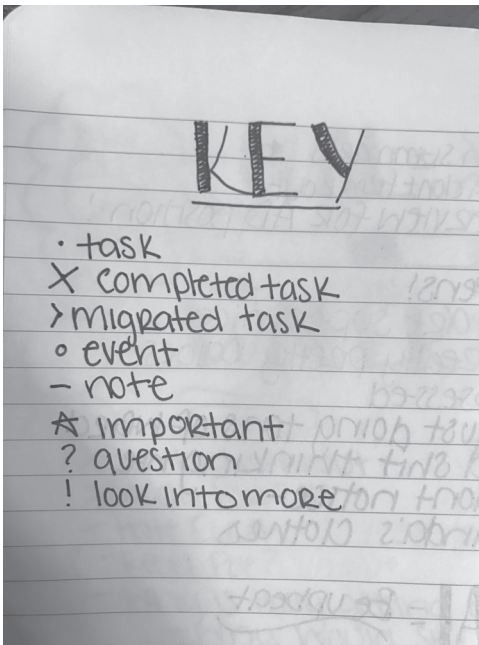 KEY
• task
X completed task
> migrated task
○ event
– note
☆ important
? question
! look into more